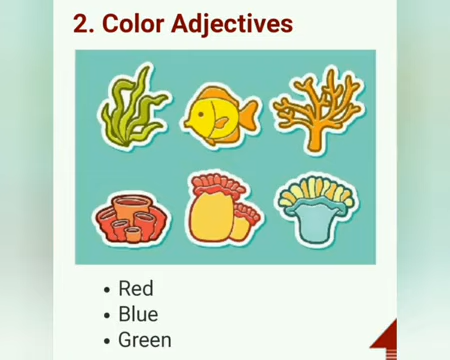 2. Color Adjectives
• Red
• Blue
• Green